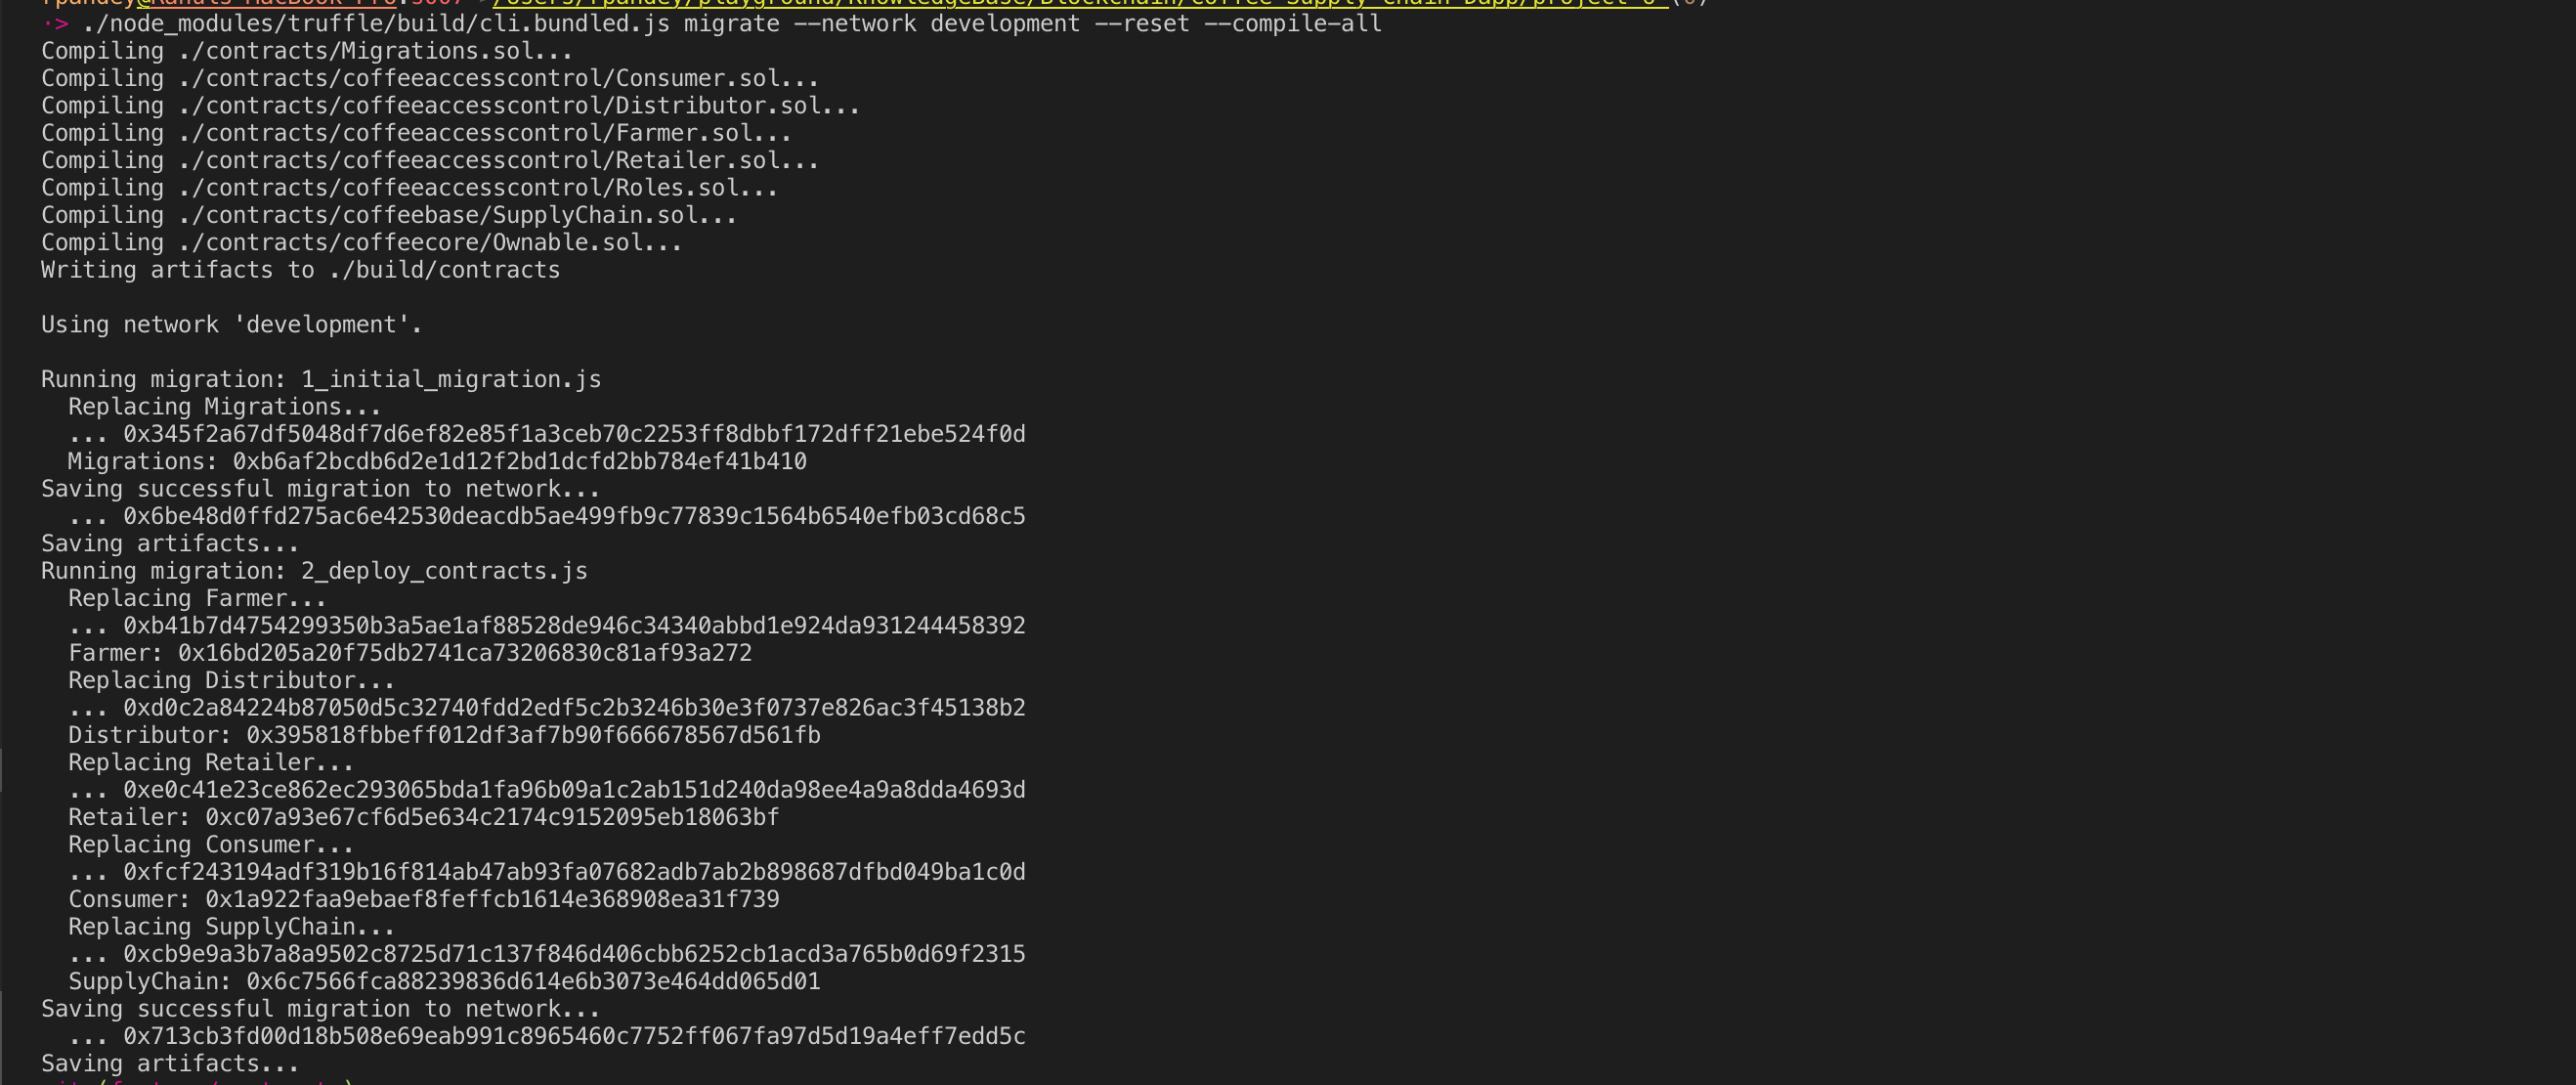 ·> ./node_modules/truffle/build/cli.bundled.js migrate --network development --reset --compile-all
Compiling ./contracts/Migrations.sol...
Compiling ./contracts/coffeeaccesscontrol/Consumer.sol...
Compiling ./contracts/coffeeaccesscontrol/Distributor.sol...
Compiling ./contracts/coffeeaccesscontrol/Farmer.sol...
Compiling ./contracts/coffeeaccesscontrol/Retailer.sol...
Compiling ./contracts/coffeeaccesscontrol/Roles.sol...
Compiling ./contracts/coffeebase/SupplyChain.sol...
Compiling ./contracts/coffeecore/Ownable.sol...
Writing artifacts to ./build/contracts
Using network 'development'.
Running migration: 1_initial_migration.js
Replacing Migrations...
... 0x345f2a67df5048df7d6ef82e85f1a3ceb70c2253ff8dbbf172dff21ebe524f0d
Migrations: 0xb6af2bcdb6d2e1d12f2bd1dcfd2bb784ef41b410
Saving successful migration to network...
... 0x6be48d0ffd275ac6e42530deacdb5ae499fb9c77839c1564b6540efb03cd68c5
Saving artifacts...
Running migration: 2_deploy_contracts.js
Replacing Farmer...
... 0xb41b7d4754299350b3a5ae1af88528de946c34340abbd1e924da931244458392
Farmer: 0x16bd205a20f75db2741ca73206830c81af93a272
Replacing Distributor...
... 0xd0c2a84224b87050d5c32740fdd2edf5c2b3246b30e3f0737e826ac3f45138b2
Distributor: 0x395818fbbeff012df3af7b90f666678567d561fb
Replacing Retailer...
... 0xe0c41e23ce862ec293065bda1fa96b09a1c2ab151d240da98ee4a9a8dda4693d
Retailer: 0xc07a93e67cf6d5e634c2174c9152095eb18063bf
Replacing Consumer...
... 0xfcf243194adf319b16f814ab47ab93fa07682adb7ab2b898687dfbd049ba1c0d
Consumer: 0x1a922faa9ebaef8feffcb1614e368908ea31f739
Replacing SupplyChain...
... 0xcb9e9a3b7a8a9502c8725d71c137f846d406cbb6252cb1acd3a765b0d69f2315
SupplyChain: 0x6c7566fca88239836d614e6b3073e464dd065d01
Saving successful migration to network...
... 0x713cb3fd00d18b508e69eab991c8965460c7752ff067fa97d5d19a4eff7edd5c
Saving artifacts...